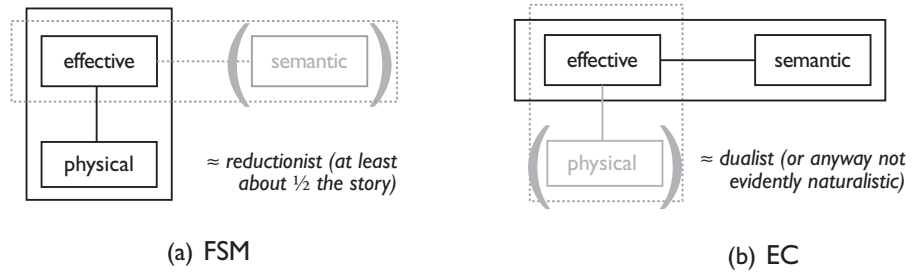 effective
semantic
physical
≈ reductionist (at least
about ½ the story)
(a) FSM
effective
semantic
physical
≈ dualist (or anyway not
evidently naturalistic)
(b) EC